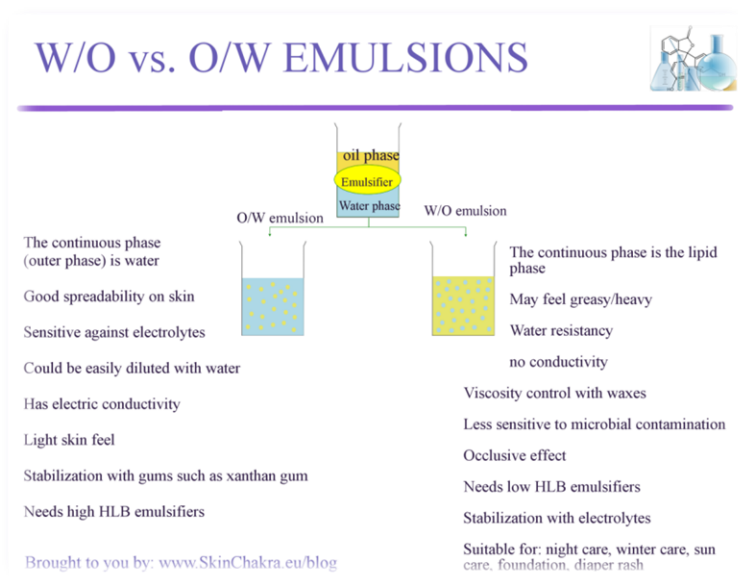 W/O vs. O/W EMULSIONS
oil phase
Emulsifier
Water phase
O/W emulsion
W/O emulsion
The continuous phase
(outer phase) is water
Good spreadability on skin
Sensitive against electrolytes
Could be easily diluted with water
Has electric conductivity
Light skin feel
Stabilization with gums such as xanthan gum
Needs high HLB emulsifiers
The continuous phase is the lipid
phase
May feel greasy/heavy
Water resistancy
no conductivity
Viscosity control with waxes
Less sensitive to microbial contamination
Occlusive effect
Needs low HLB emulsifiers
Stabilization with electrolytes
Suitable for: night care, winter care, sun
care, foundation, diaper rash
Brought to you by: www.SkinChakra.eu/blog